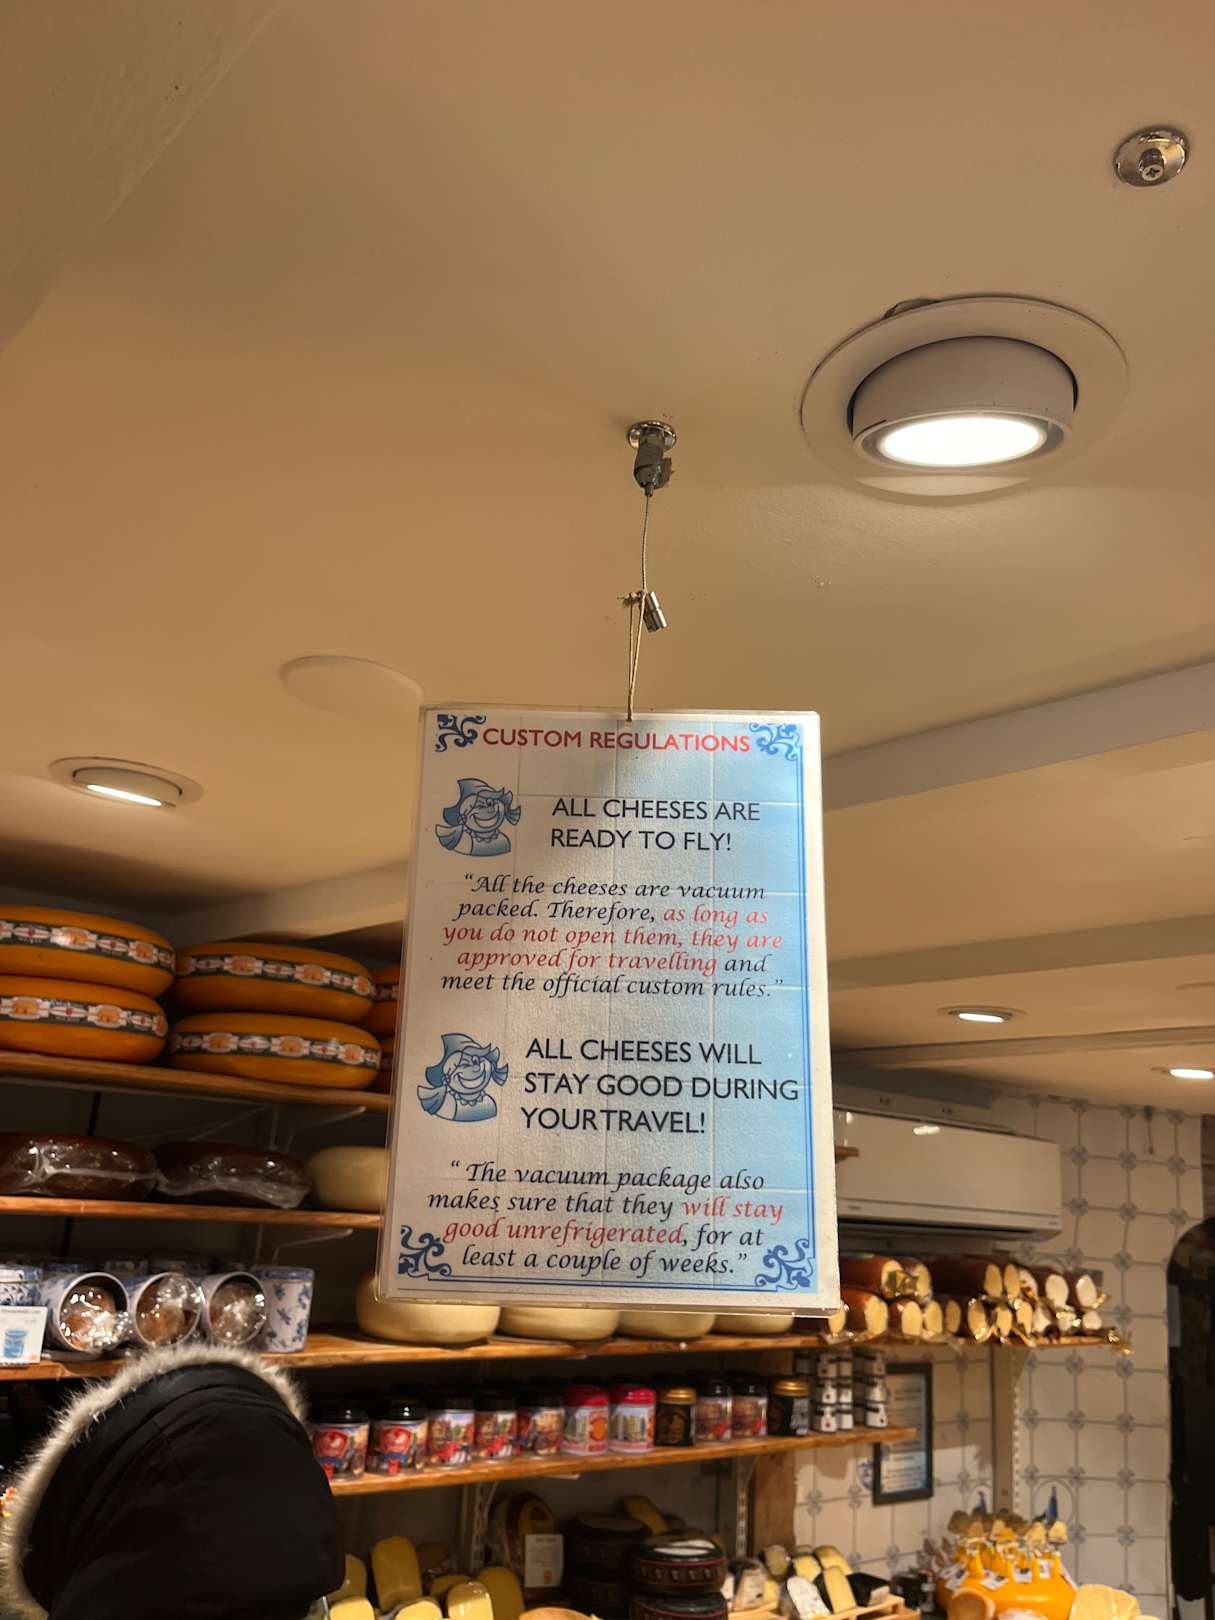 CUSTOM REGULATIONS
ALL CHEESES ARE
READY TO FLY!
“All the cheeses are vacuum
packed. Therefore, as long as
you do not open them, they are
approved for travelling and
meet the official custom rules.”
ALL CHEESES WILL
STAY GOOD DURING
YOUR TRAVEL!
“ The vacuum package also
makes sure that they will stay
good unrefrigerated, for at
least a couple of weeks.”